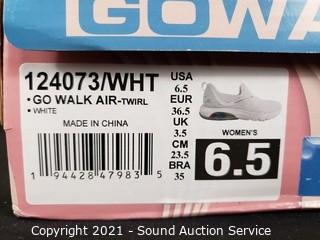 GOWA
124073/WHT
• GO WALK AIR-TWIRL
• WHITE
MADE IN CHINA
1 94428 47983 5
USA
6.5
EUR
36.5
UK
3.5
CM
23.5
BRA
35
WOMEN'S
6.5
Copyright 2021 - Sound Auction Service